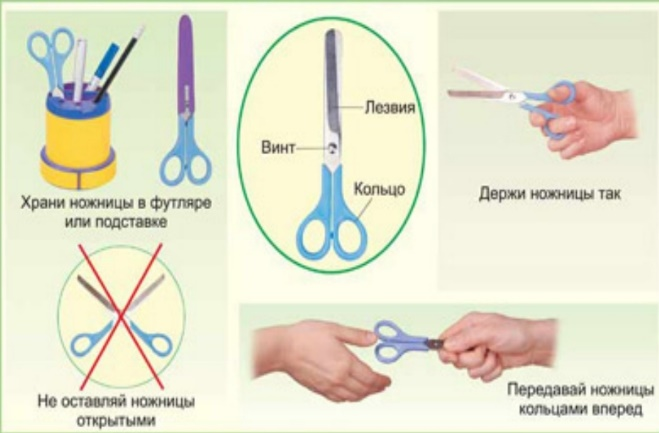 Лезвия
Винт
Кольцо
Храни ножницы в футляре
или подставке
Держи ножницы так
Не оставляй ножницы
открытыми
Передавай ножницы
кольцами вперед